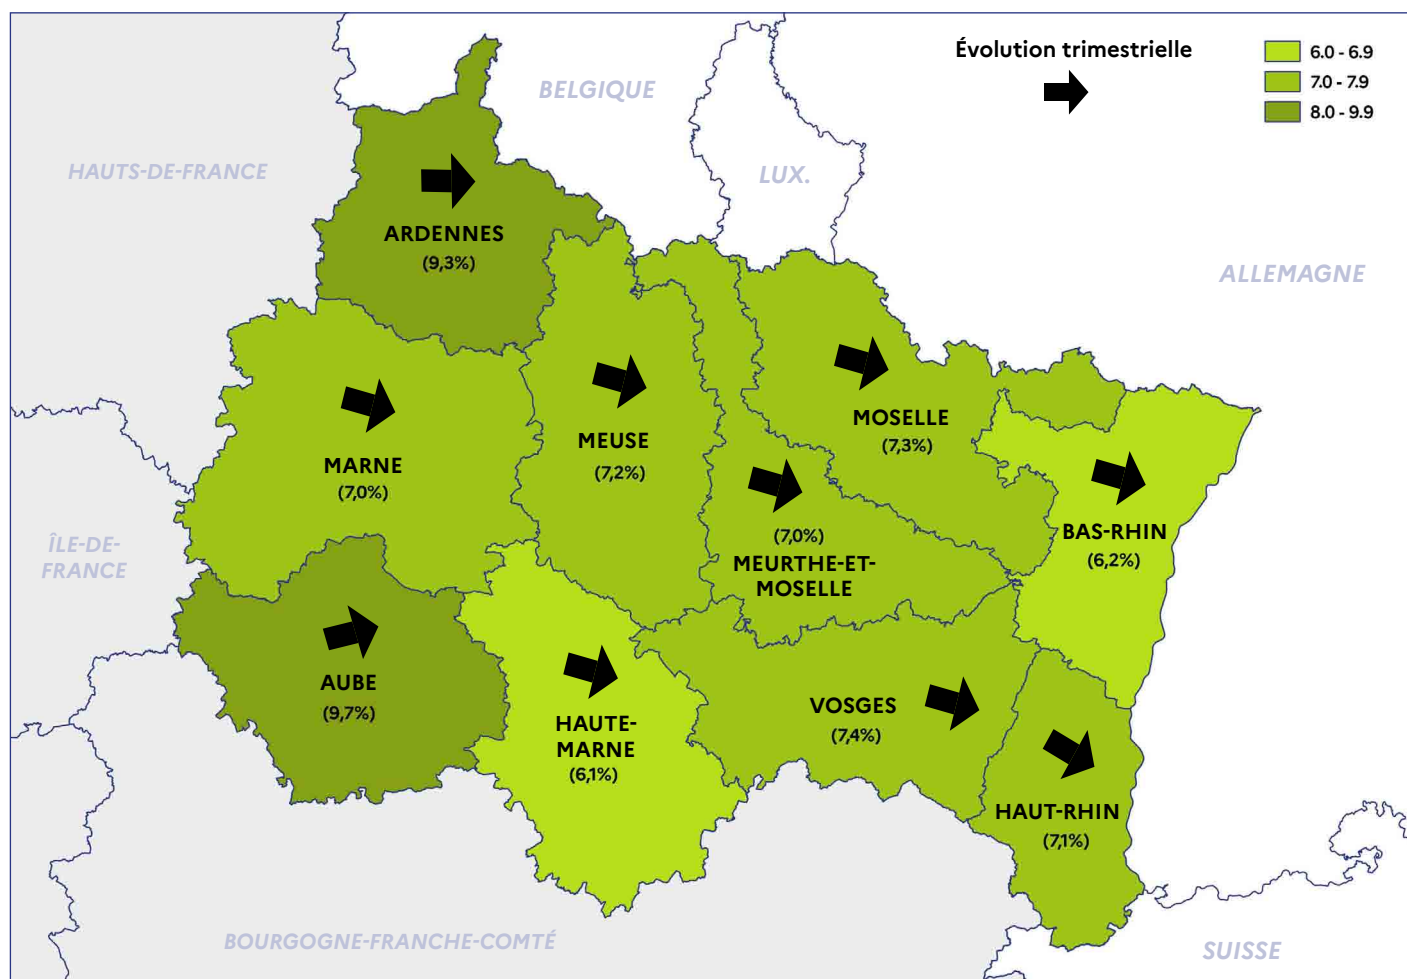 Évolution trimestrielle
6.0 - 6.9
7.0 - 7.9
8.0 - 9.9
BELGIQUE
HAUTS-DE-FRANCE
LUX.
ALLEMAGNE
ARDENNES
(9,3%)
MOSELLE
(7,3%)
MEUSE
(7,2%)
MARNE
(7,0%)
BAS-RHIN
(6,2%)
(7,0%)
MEURTHE-ET-
MOSELLE
ÎLE-DE-
FRANCE
AUBE
(9,7%)
HAUTE-
MARNE
(6,1%)
VOSGES
(7,4%)
HAUT-RHIN
(7,1%)
BOURGOGNE-FRANCHE-COMTÉ
SUISSE